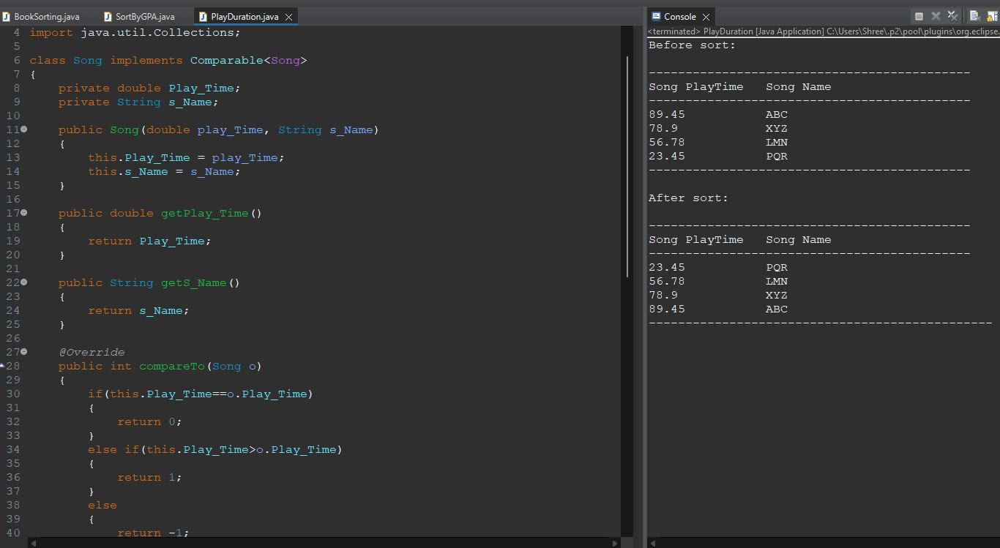 BookSorting.java SortByGPA.java PlayDuration.java
4 import java.util.Collections;
5
6 class Song implements Comparable<Song>
7 {
8 private double Play_Time;
9 private String s_Name;
10
11 public Song(double play_Time, String s_Name)
12 {
13 this.Play_Time = play_Time;
14 this.s_Name = s_Name;
15 }
16
17 public double getPlay_Time()
18 {
19 return Play_Time;
20 }
21
22 public String getS_Name()
23 {
24 return s_Name;
25 }
26
27 @Override
28 public int compareTo(Song o)
29 {
30 if(this.Play_Time==o.Play_Time)
31 {
32 return 0;
33 }
34 else if(this.Play_Time>o.Play_Time)
35 {
36 return 1;
37 }
38 else
39 {
40 return -1;
Console
<terminated> PlayDuration [Java Application] C:\Users\Shree\.p2\pool\plugins\org.eclipse.
Before sort:
--------------------------------------------
Song PlayTime Song Name
--------------------------------------------
89.45 ABC
78.9 XYZ
56.78 LMN
23.45 PQR
--------------------------------------------
After sort:
--------------------------------------------
Song PlayTime Song Name
--------------------------------------------
23.45 PQR
56.78 LMN
78.9 XYZ
89.45 ABC
-----------------------------------------------